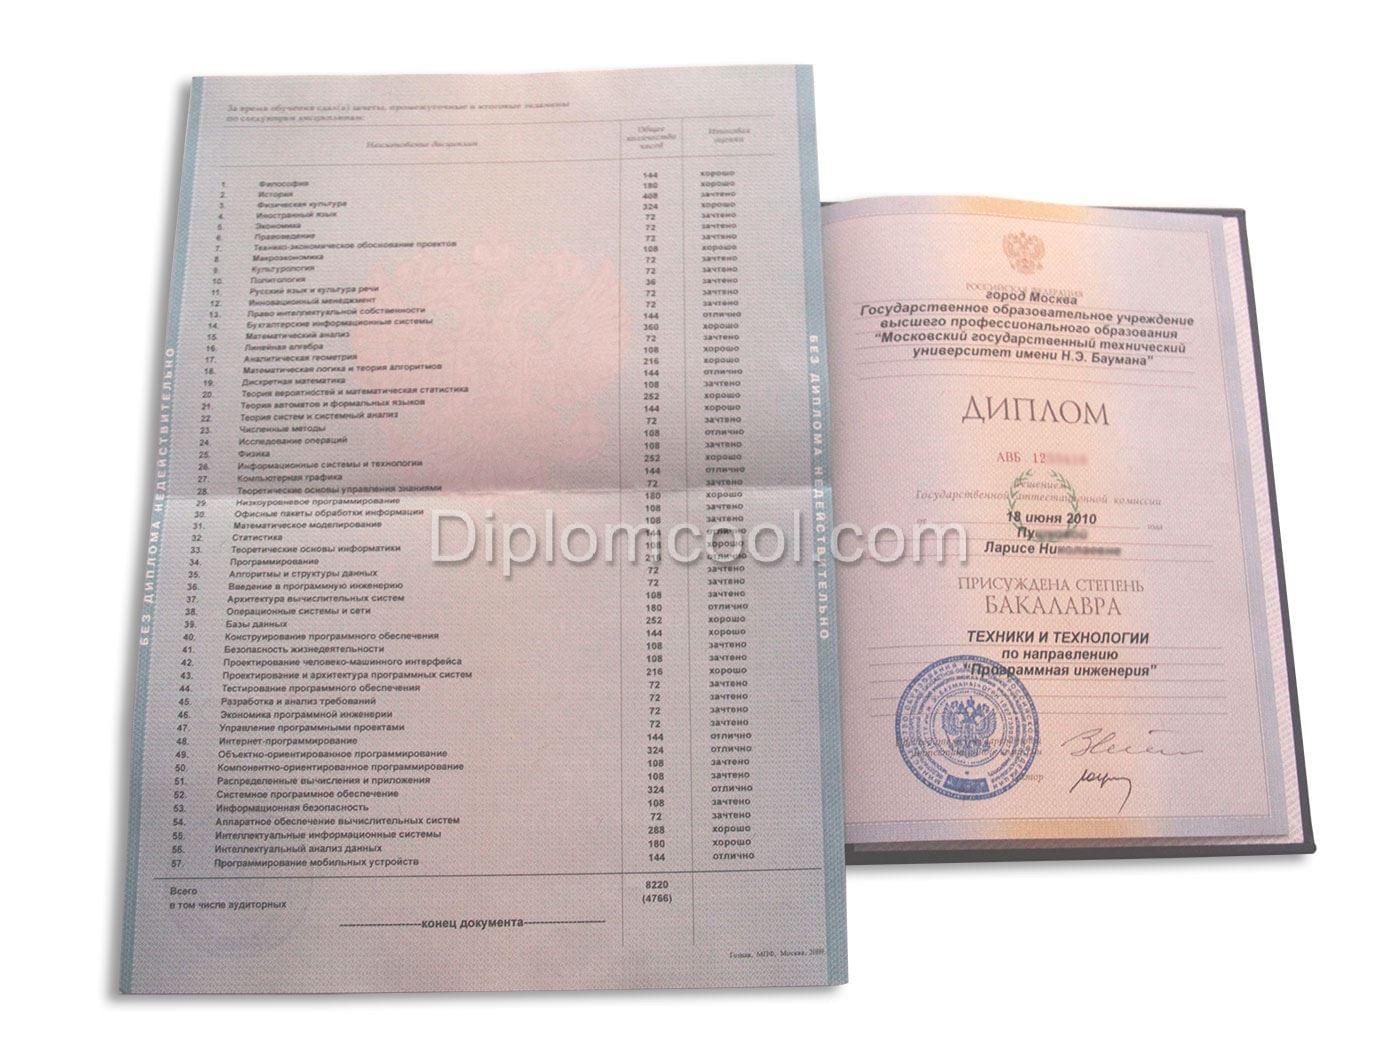 За время обучения сдал(а) зачеты, промежуточные и итоговые экзамены
по следующим дисциплинам:
Наименование дисциплин
Общее количество часов
Итоговая оценка
1. Философия 144 хорошо
2. История 180 хорошо
3. Физическая культура 408 зачтено
4. Иностранный язык 324 хорошо
5. Экономика 72 зачтено
6. Правоведение 72 зачтено
7. Технико-экономическое обоснование проектов 72 зачтено
8. Макроэкономика 108 хорошо
9. Культурология 72 зачтено
10. Политология 72 зачтено
11. Русский язык и культура речи 36 зачтено
12. Инновационный менеджмент 72 зачтено
13. Право интеллектуальной собственности 72 зачтено
14. Бухгалтерские информационные системы 144 отлично
15. Математический анализ 360 хорошо
16. Линейная алгебра 72 зачтено
17. Аналитическая геометрия 108 хорошо
18. Математическая логика и теория алгоритмов 216 хорошо
19. Дискретная математика 144 отлично
20. Теория вероятностей и математическая статистика 108 зачтено
21. Теория автоматов и формальных языков 252 хорошо
22. Теория систем и системный анализ 144 хорошо
23. Численные методы 72 зачтено
24. Исследование операций 108 отлично
25. Физика 108 зачтено
26. Информационные системы и технологии 252 хорошо
27. Компьютерная графика 144 отлично
28. Теоретические основы управления знаниями 72 зачтено
29. Низкоуровневое программирование 180 хорошо
30. Офисные пакеты обработки информации 108 зачтено
31. Математическое моделирование 108 зачтено
32. Статистика 144 отлично
33. Теоретические основы информатики 108 хорошо
34. Программирование 216 отлично
35. Алгоритмы и структуры данных 72 зачтено
36. Введение в программную инженерию 72 зачтено
37. Архитектура вычислительных систем 108 зачтено
38. Операционные системы и сети 180 отлично
39. Базы данных 252 хорошо
40. Конструирование программного обеспечения 144 хорошо
41. Безопасность жизнедеятельности 108 зачтено
42. Проектирование человеко-машинного интерфейса 108 зачтено
43. Проектирование и архитектура программных систем 216 хорошо
44. Тестирование программного обеспечения 72 зачтено
45. Разработка и анализ требований 72 зачтено
46. Экономика программной инженерии 72 зачтено
47. Управление программными проектами 72 зачтено
48. Интернет-программирование 144 отлично
49. Объектно-ориентированное программирование 324 отлично
50. Компонентно-ориентированное программирование 108 зачтено
51. Распределенные вычисления и приложения 108 зачтено
52. Системное программное обеспечение 324 отлично
53. Информационная безопасность 108 зачтено
54. Аппаратное обеспечение вычислительных систем 72 зачтено
55. Интеллектуальные информационные системы 288 хорошо
56. Интеллектуальный анализ данных 180 хорошо
57. Программирование мобильных устройств 144 отлично
Всего 8220
в том числе аудиторных (4766)
--------------------конец документа--------------------
Гознак, МПФ, Москва, 2009
БЕЗ ДИПЛОМА НЕДЕЙСТВИТЕЛЬНО
БЕЗ ДИПЛОМА НЕДЕЙСТВИТЕЛЬНО
Diplomcool.com
РОССИЙСКАЯ ФЕДЕРАЦИЯ
город Москва
Государственное образовательное учреждение
высшего профессионального образования
"Московский государственный технический
университет имени Н.Э. Баумана"
ДИПЛОМ
АВБ 12
Решением
Государственной аттестационной комиссии
от 18 июня 2010 года
Ларисе
ПРИСУЖДЕНА СТЕПЕНЬ
БАКАЛАВРА
ТЕХНИКИ И ТЕХНОЛОГИИ
по направлению
"Программная инженерия"